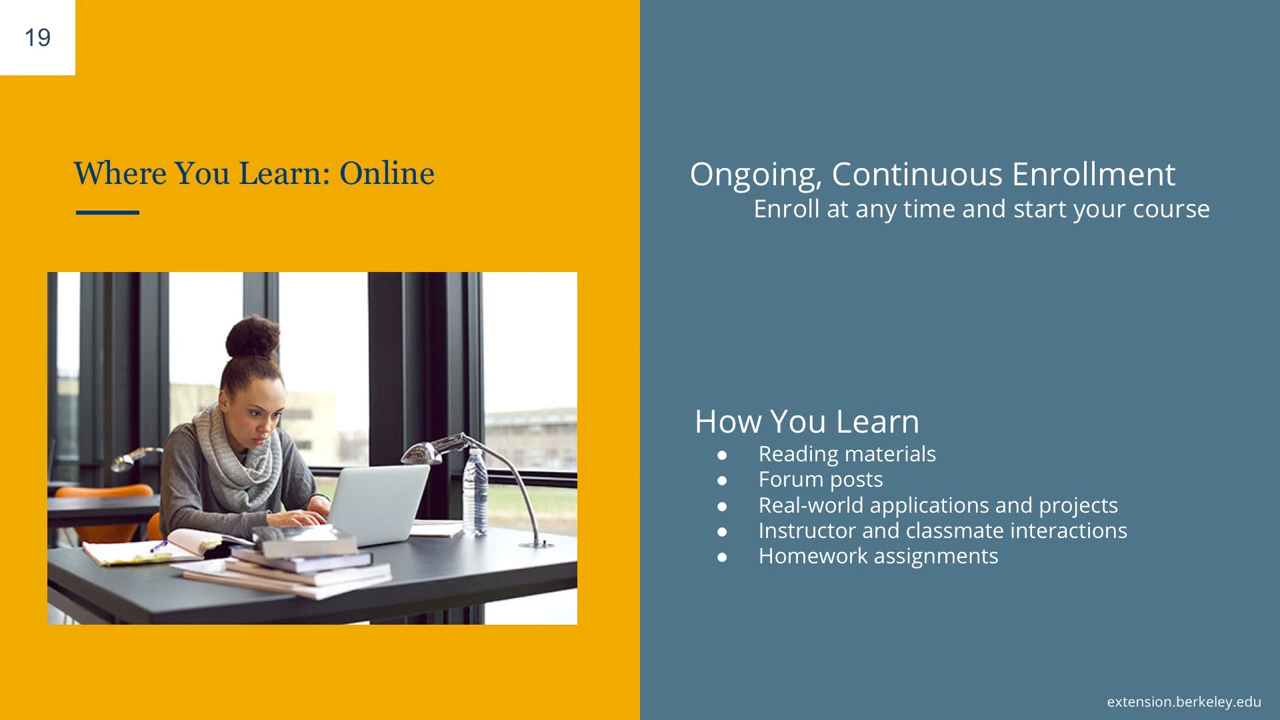 19
Where You Learn: Online
Ongoing, Continuous Enrollment
Enroll at any time and start your course
How You Learn
● Reading materials
● Forum posts
● Real-world applications and projects
● Instructor and classmate interactions
● Homework assignments
extension.berkeley.edu